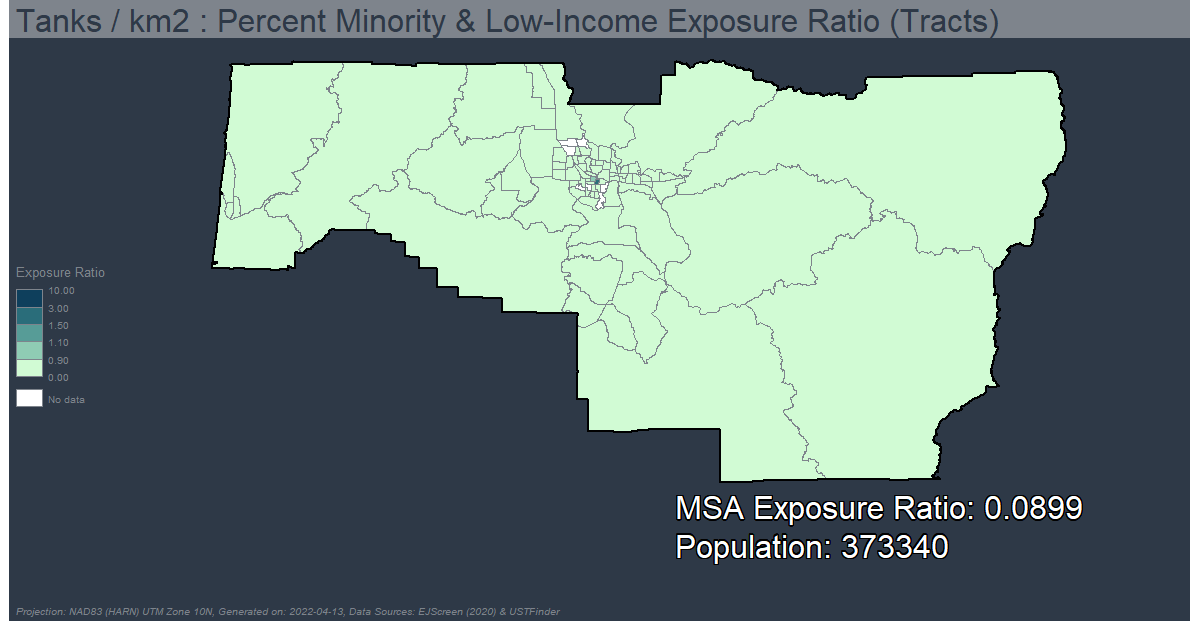 Tanks / km2 : Percent Minority & Low-Income Exposure Ratio (Tracts)
Exposure Ratio
10.00
3.00
1.50
1.10
0.90
0.00
No data
MSA Exposure Ratio: 0.0899
Population: 373340
Projection: NAD83 (HARN) UTM Zone 10N, Generated on: 2022-04-13, Data Sources: EJScreen (2020) & USTFinder